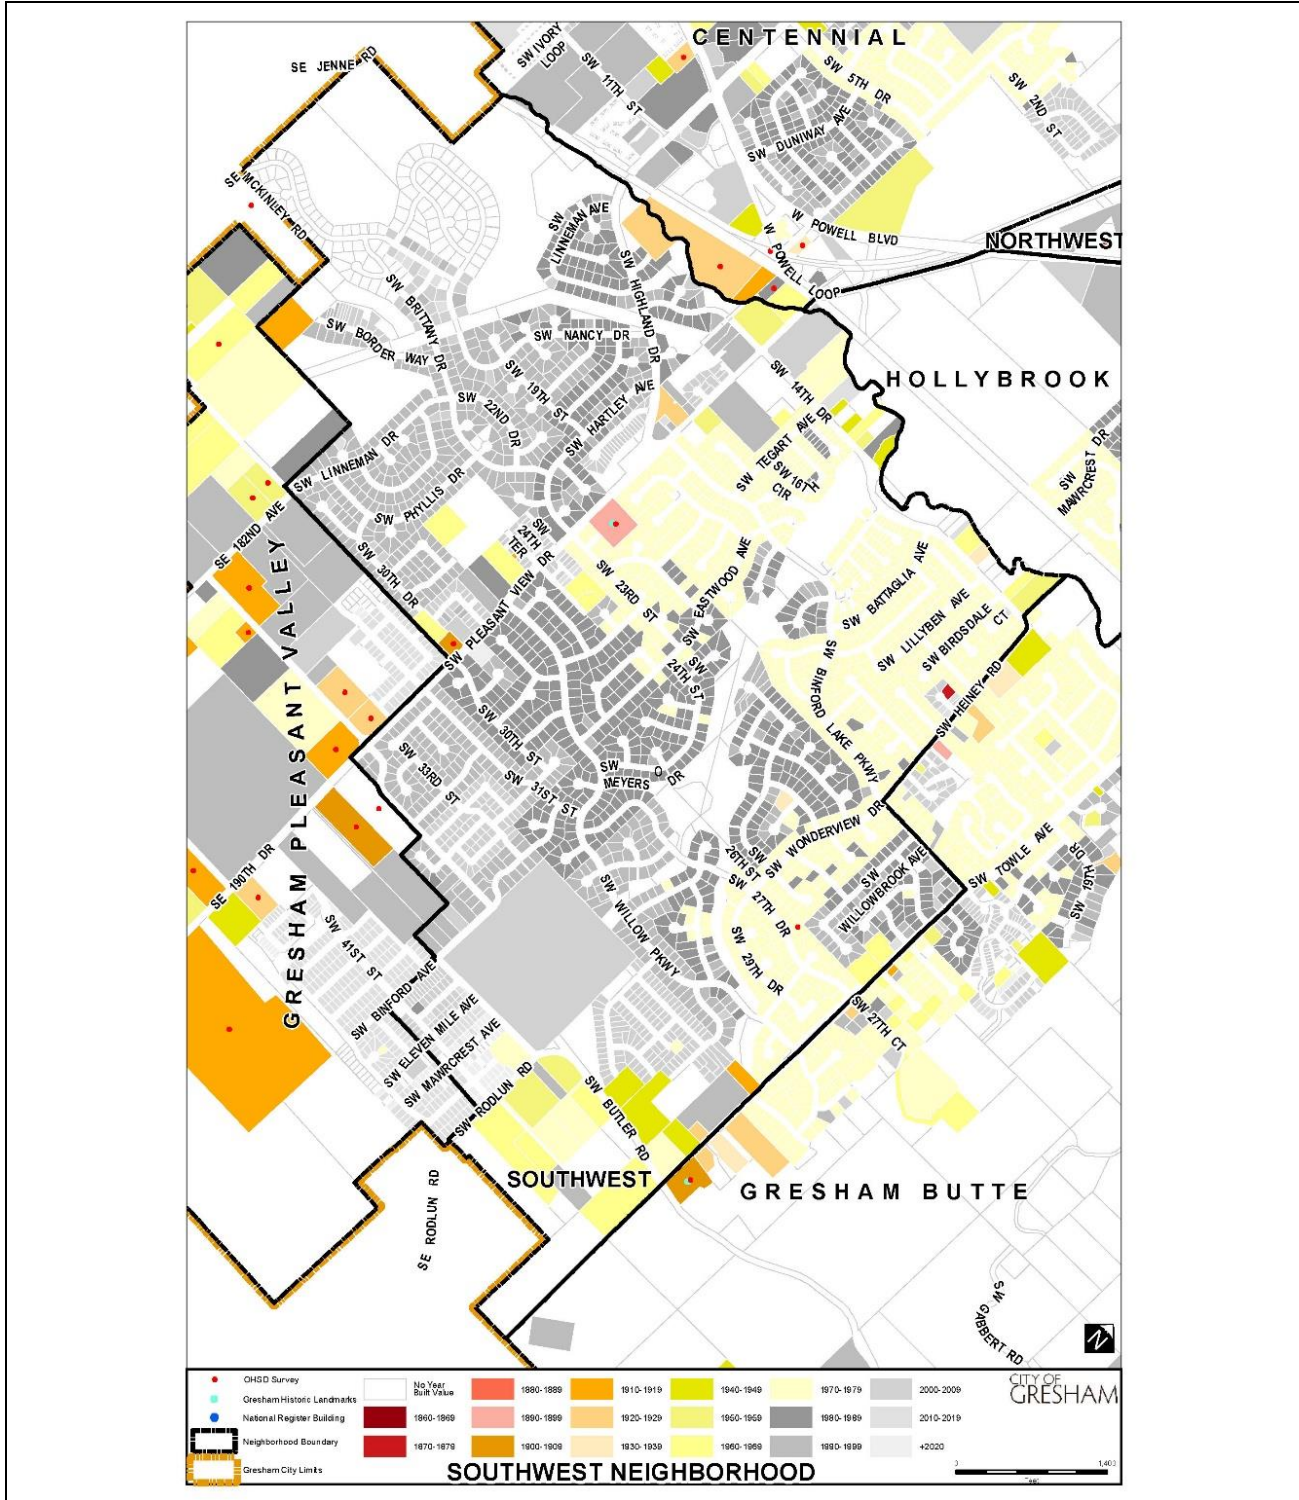 CENTENNIAL
SE JENNE RD
SW IVORY
LOOP
SW 11TH ST
SW 5TH DR
SW 2ND ST
SW DUNIWAY AVE
SE MCKINLEY RD
SW
LINNEMAN AVE
W POWELL BLVD
NORTHWEST
W POWELL LOOP
SW HIGHLAND DR
SW BRITTANY DR
SW BORDER WAY
SW NANCY DR
SW 19TH ST
SW 14TH DR
HOLLYBROOK
SW 22ND DR
SW HARTLEY AVE
SW TEGART AVE
SW 16TH
CIR
SW
MAWRCREST DR
SW LINNEMAN DR
SW PHYLLIS DR
SE 182ND AVE
SW
24TH
TER
SW PLEASANT VIEW DR
SW 30TH DR
SW 23RD ST
SW EASTWOOD AVE
SW BATTAGLIA AVE
SW LILLYBEN AVE
SW BIRDSDALE
CT
GRESHAM PLEASANT VALLEY
SW
24TH ST
SW BINFORD LAKE PKWY
SW HEINEY RD
SW 30TH ST
SW 33RD ST
SW 31ST ST
SW
MEYERS DR
SW WONDERVIEW DR
SW
26TH ST
SW
WILLOWBROOK AVE
SW TOWLE AVE
SW 19TH DR
SE 190TH DR
SW 27TH DR
SW WILLOW PKWY
SW 29TH DR
SW 41ST ST
SW BINFORD AVE
SW ELEVEN MILE AVE
SW MAWRCREST AVE
SW 27TH CT
SW RODLUN RD
SW BUTLER RD
SOUTHWEST
GRESHAM BUTTE
SE RODLUN RD
SW GABBERT RD
N
OHSD Survey
Gresham Historic Landmarks
National Register Building
Neighborhood Boundary
Gresham City Limits
No Year
Built Value
1860-1869
1870-1879
1880-1889
1890-1899
1900-1909
1910-1919
1920-1929
1930-1939
1940-1949
1950-1959
1960-1969
1970-1979
1980-1989
1990-1999
2000-2009
2010-2019
+2020
CITY OF
GRESHAM
0 1,400
Feet
SOUTHWEST NEIGHBORHOOD